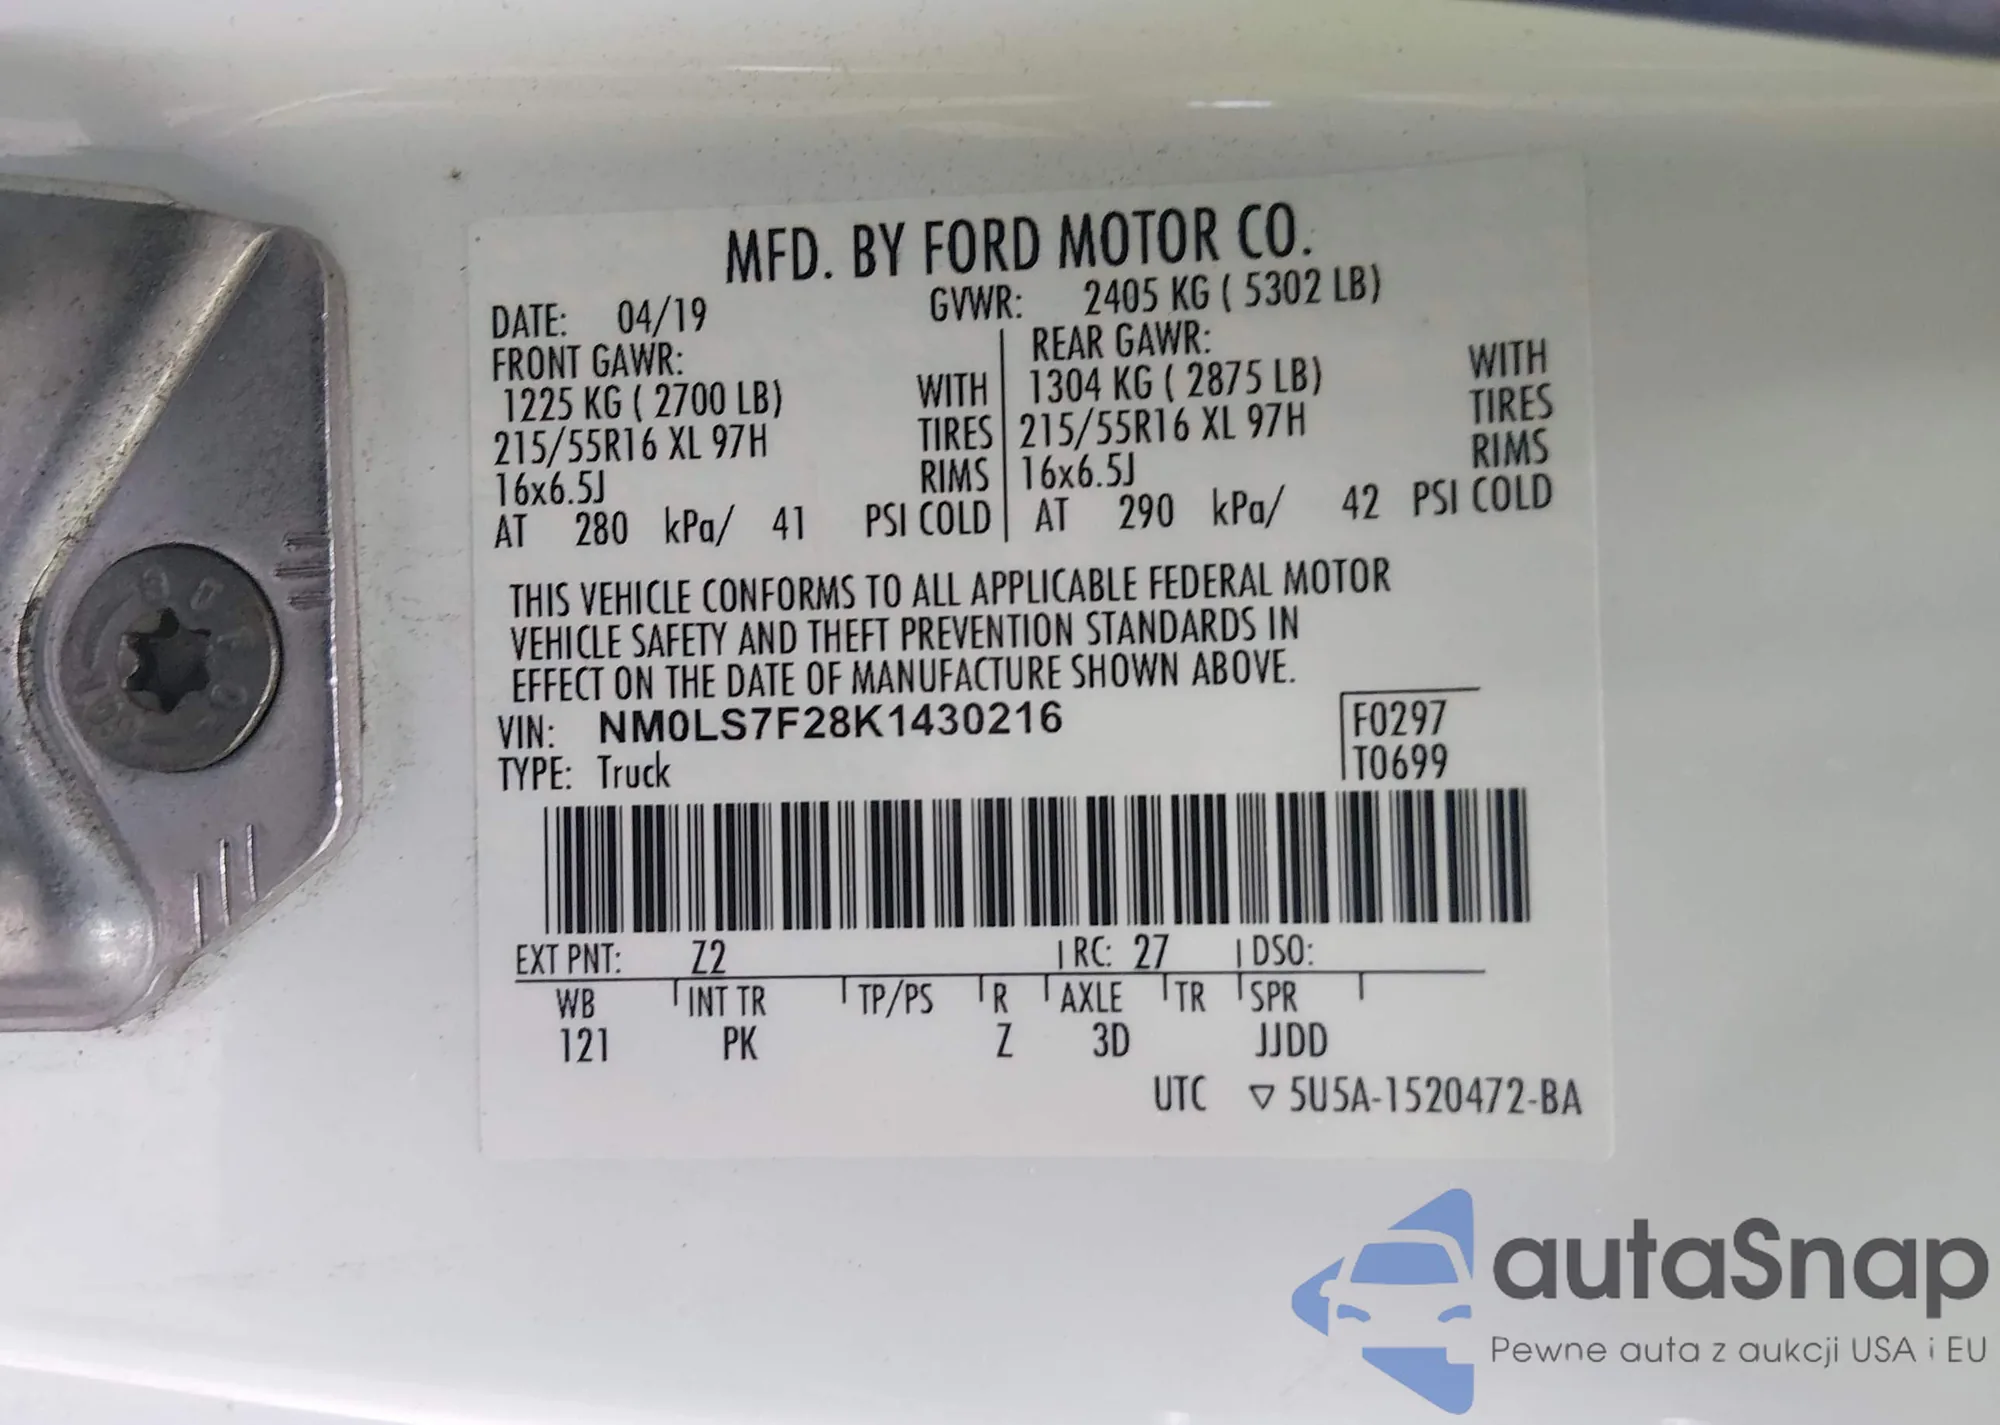 MFD. BY FORD MOTOR CO.
DATE: 04/19 GVWR: 2405 KG ( 5302 LB)
FRONT GAWR: REAR GAWR:
1225 KG ( 2700 LB) WITH 1304 KG ( 2875 LB) WITH
215/55R16 XL 97H TIRES 215/55R16 XL 97H TIRES
16x6.5J RIMS 16x6.5J RIMS
AT 280 kPa/ 41 PSI COLD AT 290 kPa/ 42 PSI COLD
THIS VEHICLE CONFORMS TO ALL APPLICABLE FEDERAL MOTOR
VEHICLE SAFETY AND THEFT PREVENTION STANDARDS IN
EFFECT ON THE DATE OF MANUFACTURE SHOWN ABOVE.
VIN: NM0LS7F28K1430216 F0297
TYPE: Truck T0699
EXT PNT: Z2 RC: 27 DSO:
WB INT TR TP/PS R AXLE TR SPR
121 PK Z 3D JJDD
UTC ▽ 5U5A-1520472-BA
autaSnap
Pewne auta z aukcji USA i EU